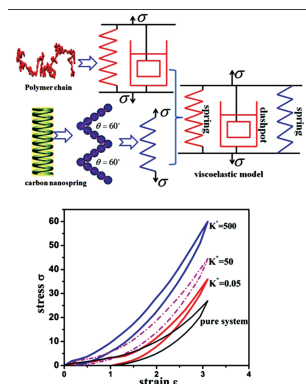 σ
σ
Polymer chain
σ
σ
θ = 60°
θ = 60°
carbon nanospring
σ
σ
spring
dashpot
spring
viscoelastic model
stress σ
60
50
40
30
20
10
0
K*=500
K*=50
K*=0.05
pure system
0
1
2
3
4
5
strain ε